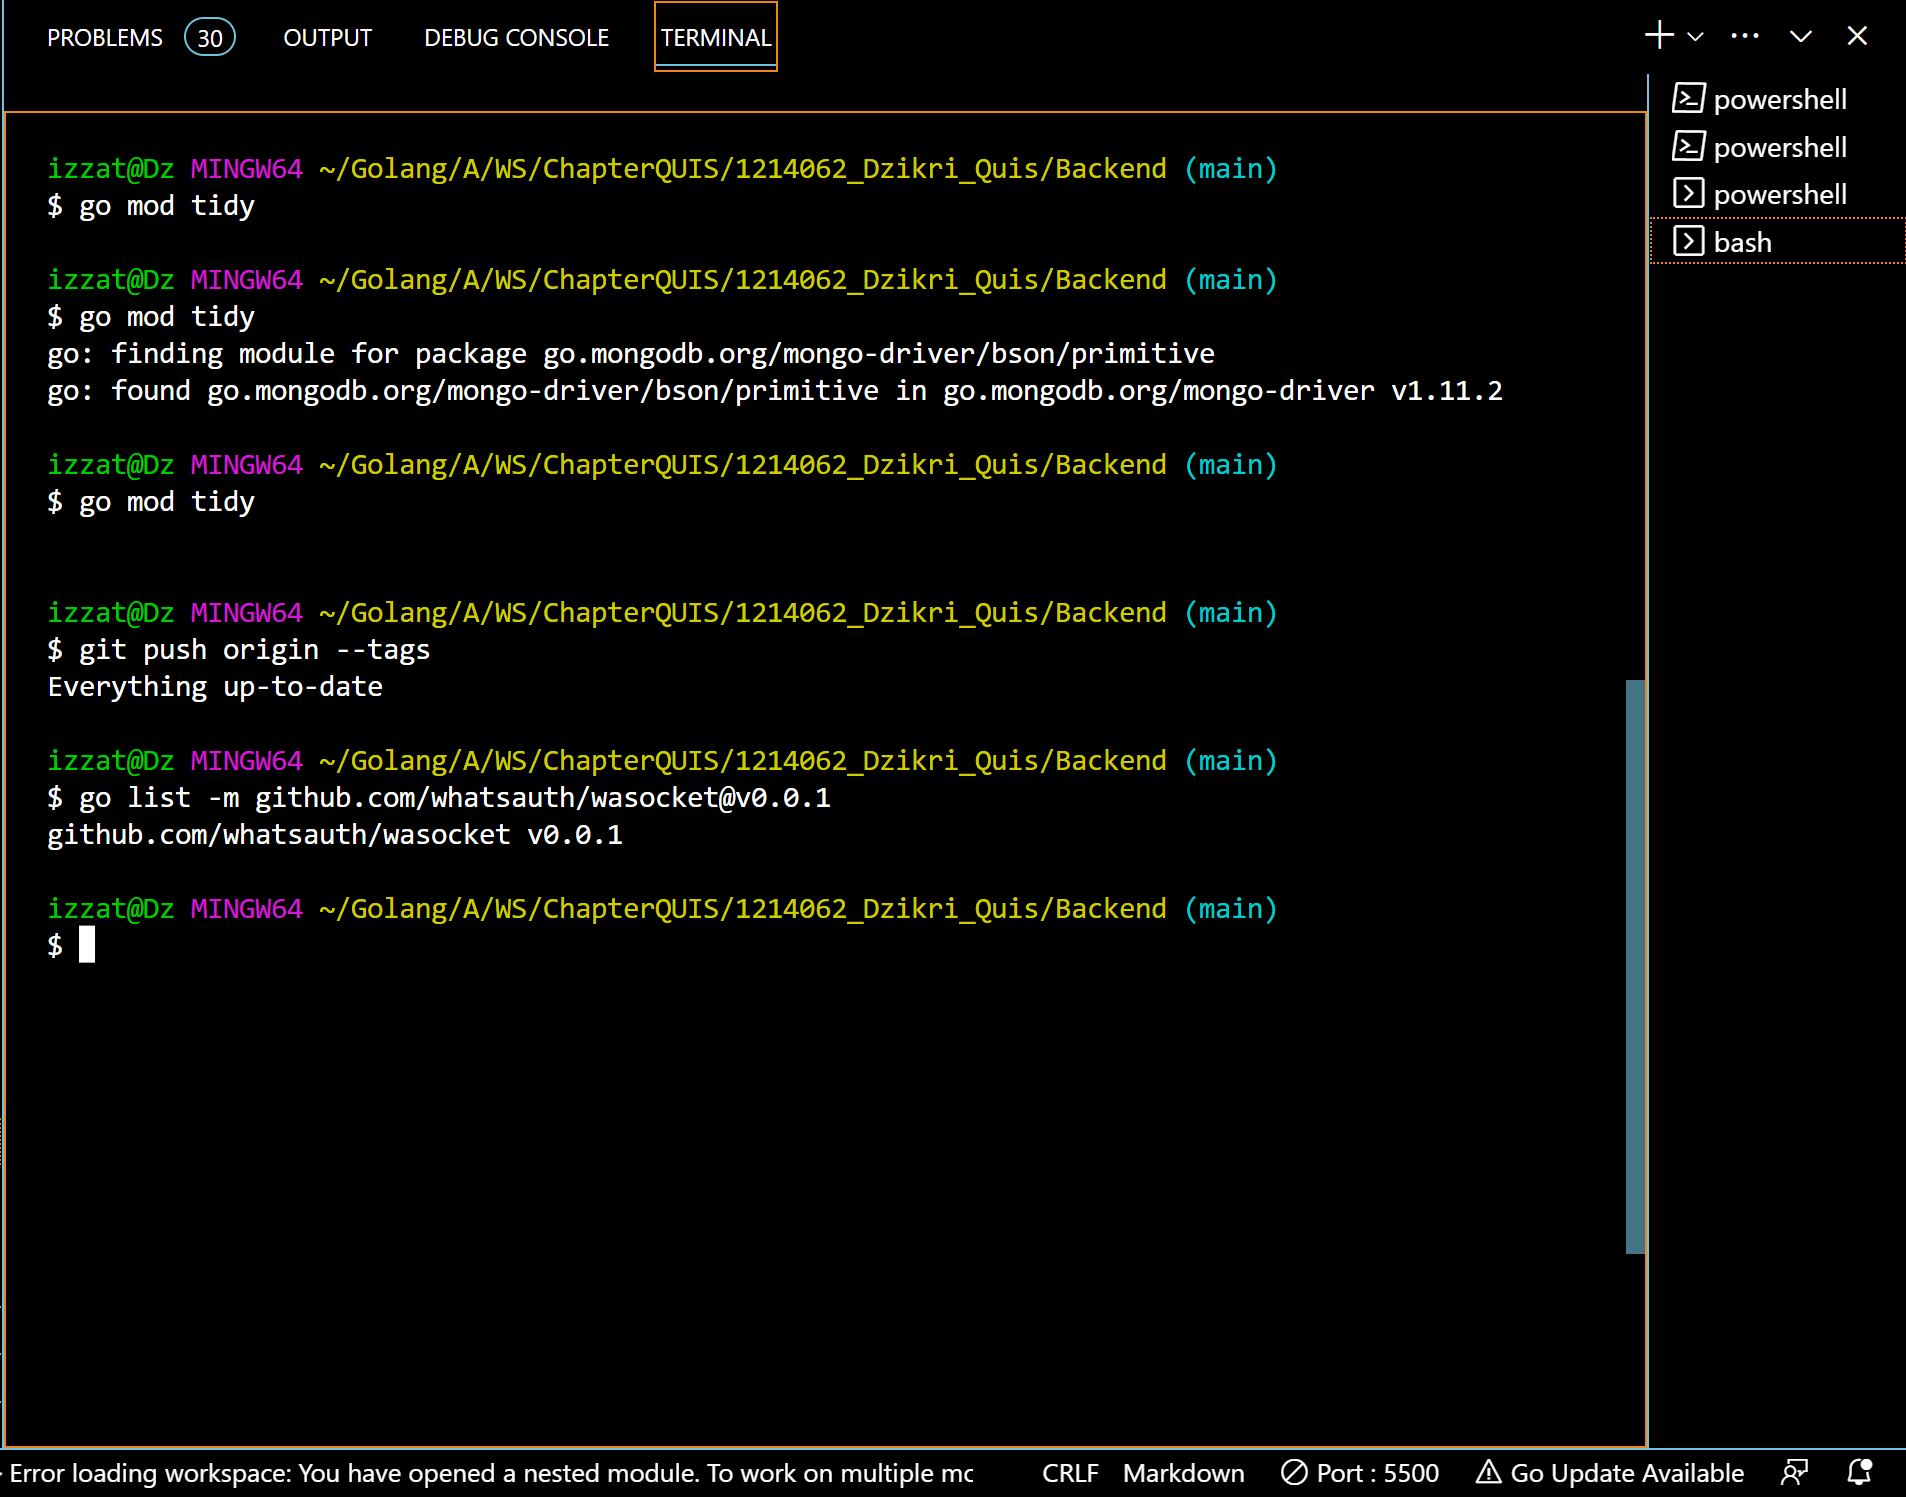 PROBLEMS 30 OUTPUT DEBUG CONSOLE TERMINAL
powershell
powershell
powershell
bash
izzat@Dz MINGW64 ~/Golang/A/WS/ChapterQUIS/1214062_Dzikri_Quis/Backend (main)
$ go mod tidy
izzat@Dz MINGW64 ~/Golang/A/WS/ChapterQUIS/1214062_Dzikri_Quis/Backend (main)
$ go mod tidy
go: finding module for package go.mongodb.org/mongo-driver/bson/primitive
go: found go.mongodb.org/mongo-driver/bson/primitive in go.mongodb.org/mongo-driver v1.11.2
izzat@Dz MINGW64 ~/Golang/A/WS/ChapterQUIS/1214062_Dzikri_Quis/Backend (main)
$ go mod tidy
izzat@Dz MINGW64 ~/Golang/A/WS/ChapterQUIS/1214062_Dzikri_Quis/Backend (main)
$ git push origin --tags
Everything up-to-date
izzat@Dz MINGW64 ~/Golang/A/WS/ChapterQUIS/1214062_Dzikri_Quis/Backend (main)
$ go list -m github.com/whatsauth/wasocket@v0.0.1
github.com/whatsauth/wasocket v0.0.1
izzat@Dz MINGW64 ~/Golang/A/WS/ChapterQUIS/1214062_Dzikri_Quis/Backend (main)
$
Error loading workspace: You have opened a nested module. To work on multiple mo CRLF Markdown Port : 5500 Go Update Available